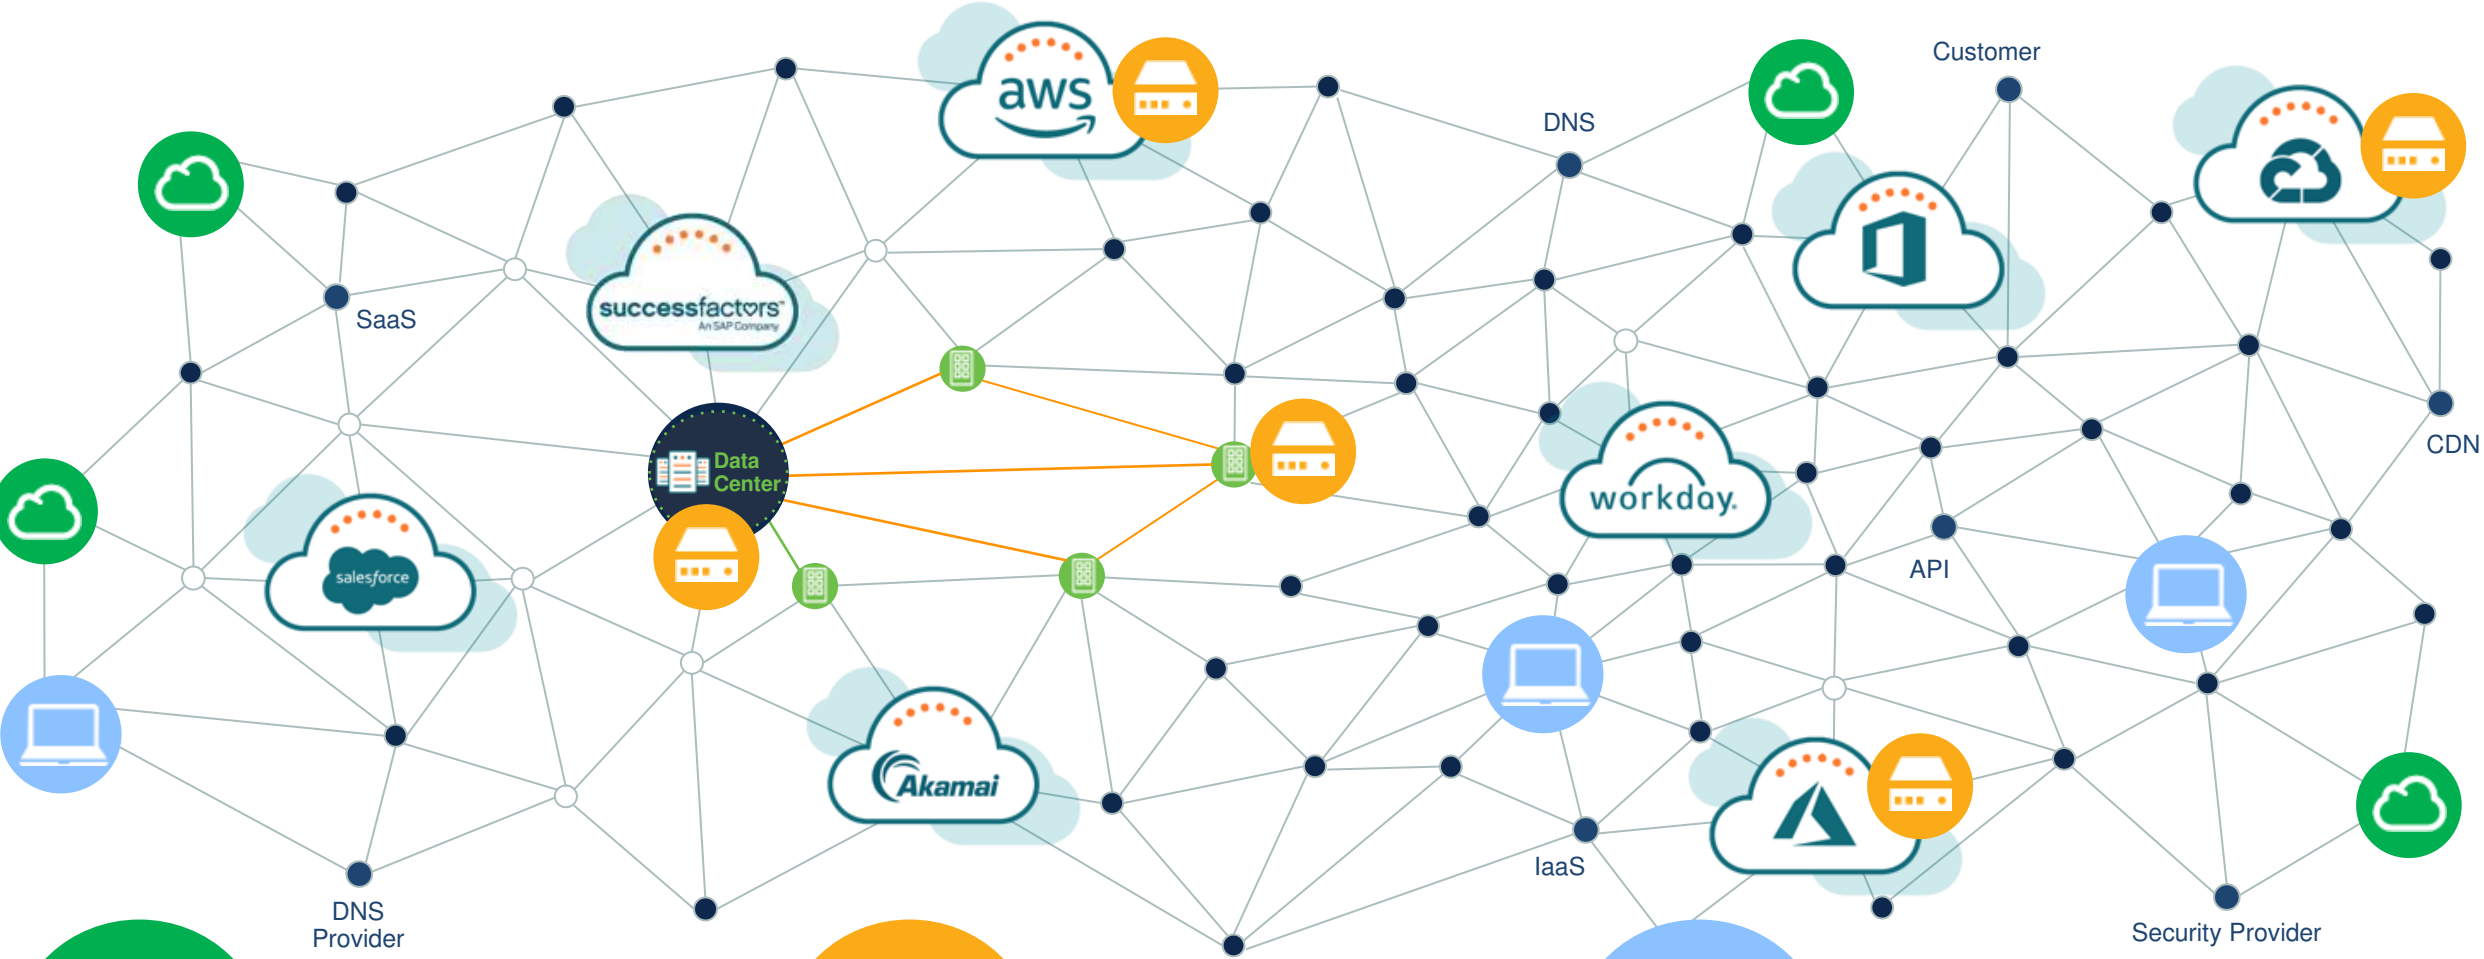 Customer
aws
DNS
successfactors™
An SAP Company
SaaS
CDN
Data
Center
workday.
salesforce
API
Akamai
IaaS
DNS
Provider
Security Provider